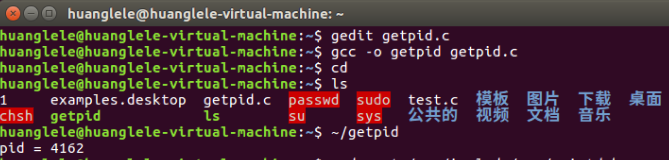 huanglele@huanglele-virtual-machine: ~
huanglele@huanglele-virtual-machine:~$ gedit getpid.c
huanglele@huanglele-virtual-machine:~$ gcc -o getpid getpid.c
huanglele@huanglele-virtual-machine:~$ cd
huanglele@huanglele-virtual-machine:~$ ls
1 examples.desktop getpid.c passwd sudo test.c 模板 图片 下载 桌面
chsh getpid ls su sys 公共的 视频 文档 音乐
huanglele@huanglele-virtual-machine:~$ ~/getpid
pid = 4162